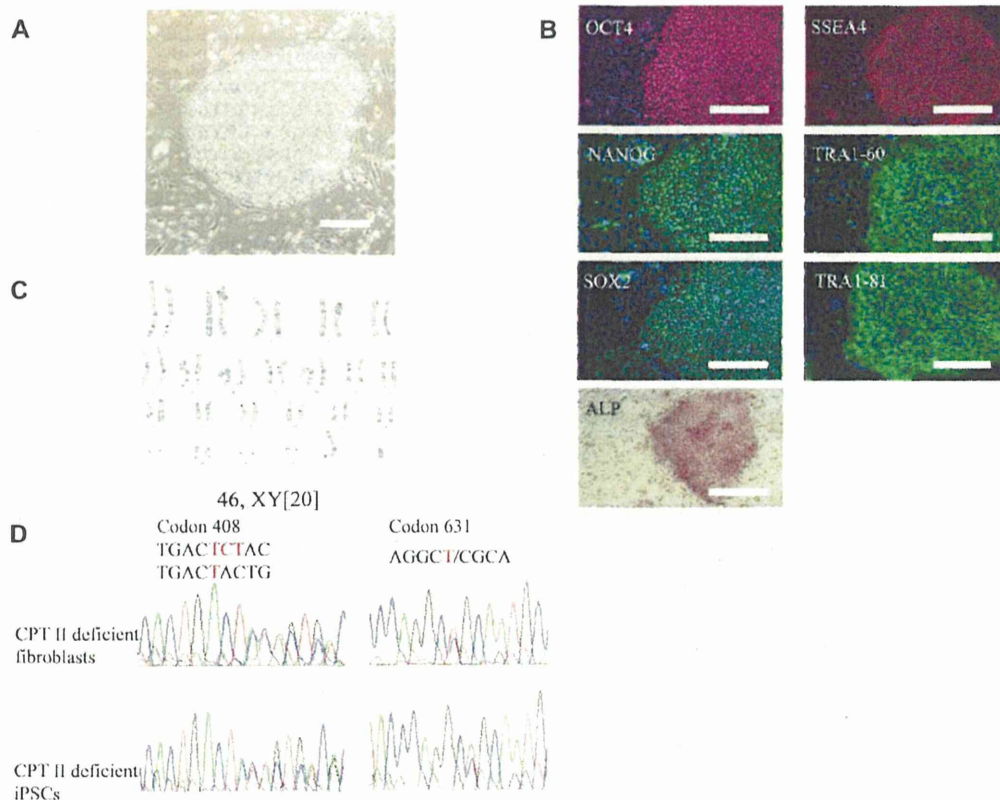 A
B
OCT4
SSEA4
NANOG
TRA1-60
SOX2
TRA1-81
ALP
C
46, XY[20]
D
Codon 408
TGACTCTAC
TGACTACTG
Codon 631
AGGCT/CGCA
CPT II deficient
fibroblasts
CPT II deficient
iPSCs